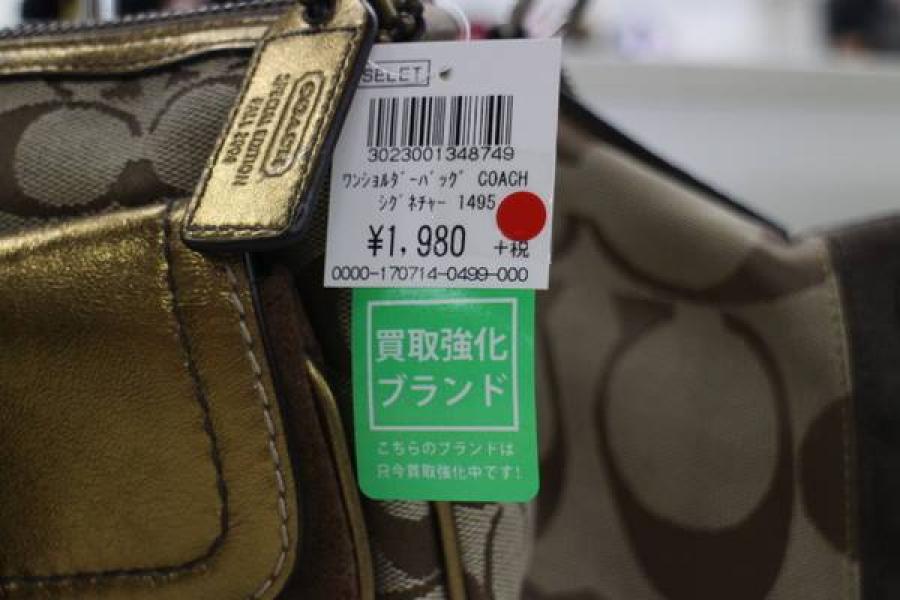 COACH
SPECIAL EDITION
SELECT
3023001348749
ﾜﾝｼｮﾙﾀﾞｰﾊﾞｯｸﾞ COACH
ｼｸﾞﾈﾁｬｰ 1495
¥1,980 +税
0000-170714-0499-000
買取強化
ブランド
こちらのブランドは
只今買取強化中です!